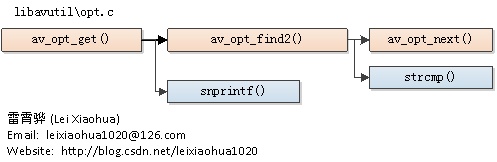 libavutil\opt.c
av_opt_get()
av_opt_find2()
av_opt_next()
snprintf()
strcmp()
雷霄骅 (Lei Xiaohua)
Email: leixiaohua1020@126.com
Website: http://blog.csdn.net/leixiaohua1020